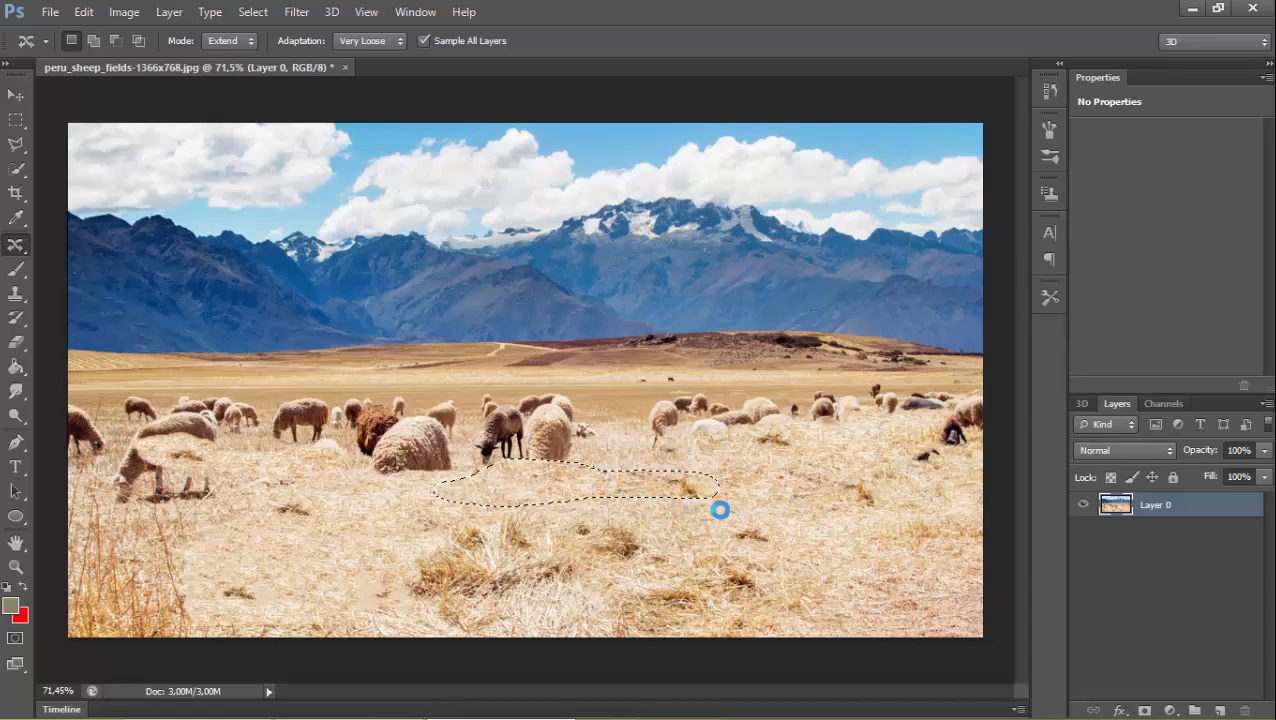 Ps File Edit Image Layer Type Select Filter 3D View Window Help
Mode: Extend Adaptation: Very Loose Sample All Layers 3D
peru_sheep_fields-1366x768.jpg @ 71,5% (Layer 0, RGB/8) *
Properties
No Properties
3D Layers Channels
Kind
Normal Opacity: 100%
Lock: Fill: 100%
Layer 0
71,45% Doc: 3,00M/3,00M
Timeline